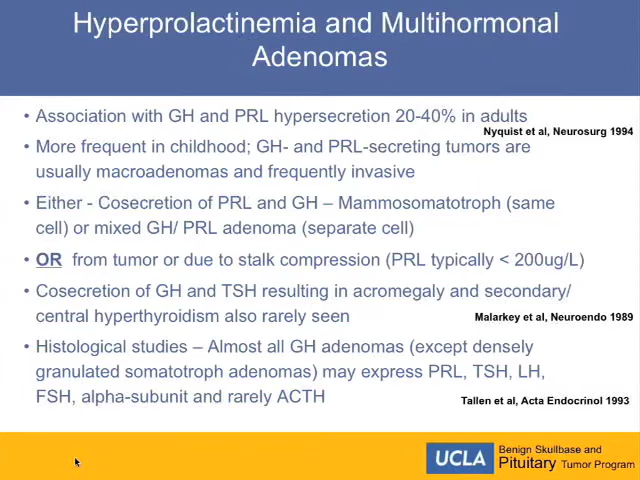 Hyperprolactinemia and Multihormonal
Adenomas
• Association with GH and PRL hypersecretion 20-40% in adults
Nyquist et al, Neurosurg 1994
• More frequent in childhood; GH- and PRL-secreting tumors are
usually macroadenomas and frequently invasive
• Either - Cosecretion of PRL and GH – Mammosomatotroph (same
cell) or mixed GH/ PRL adenoma (separate cell)
• OR from tumor or due to stalk compression (PRL typically < 200ug/L)
• Cosecretion of GH and TSH resulting in acromegaly and secondary/
central hyperthyroidism also rarely seen
Malarkey et al, Neuroendo 1989
• Histological studies – Almost all GH adenomas (except densely
granulated somatotroph adenomas) may express PRL, TSH, LH,
FSH, alpha-subunit and rarely ACTH
Tallen et al, Acta Endocrinol 1993
UCLA
Benign Skullbase and
Pituitary Tumor Program